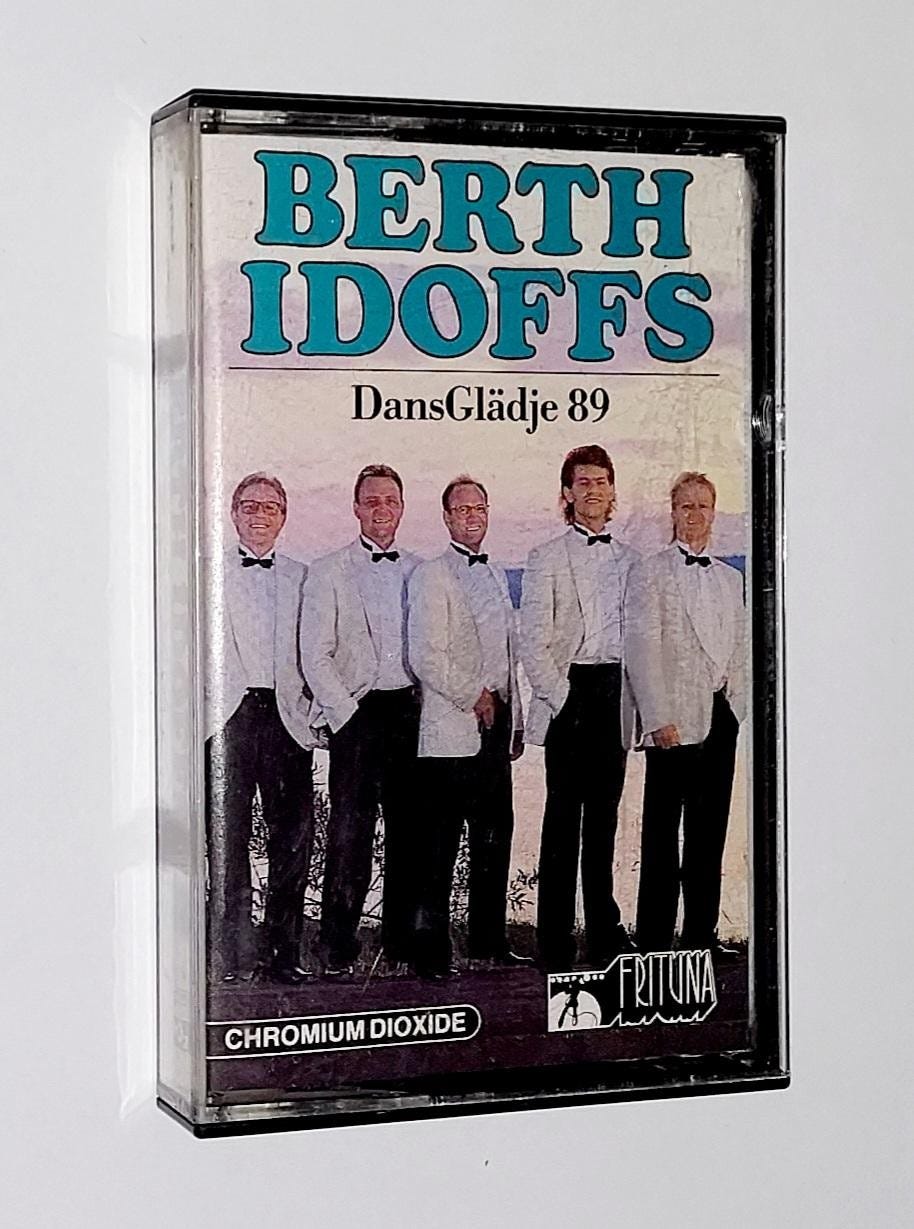 BERTH
IDOFFS
DansGlädje 89
FRITUNA
CHROMIUM DIOXIDE